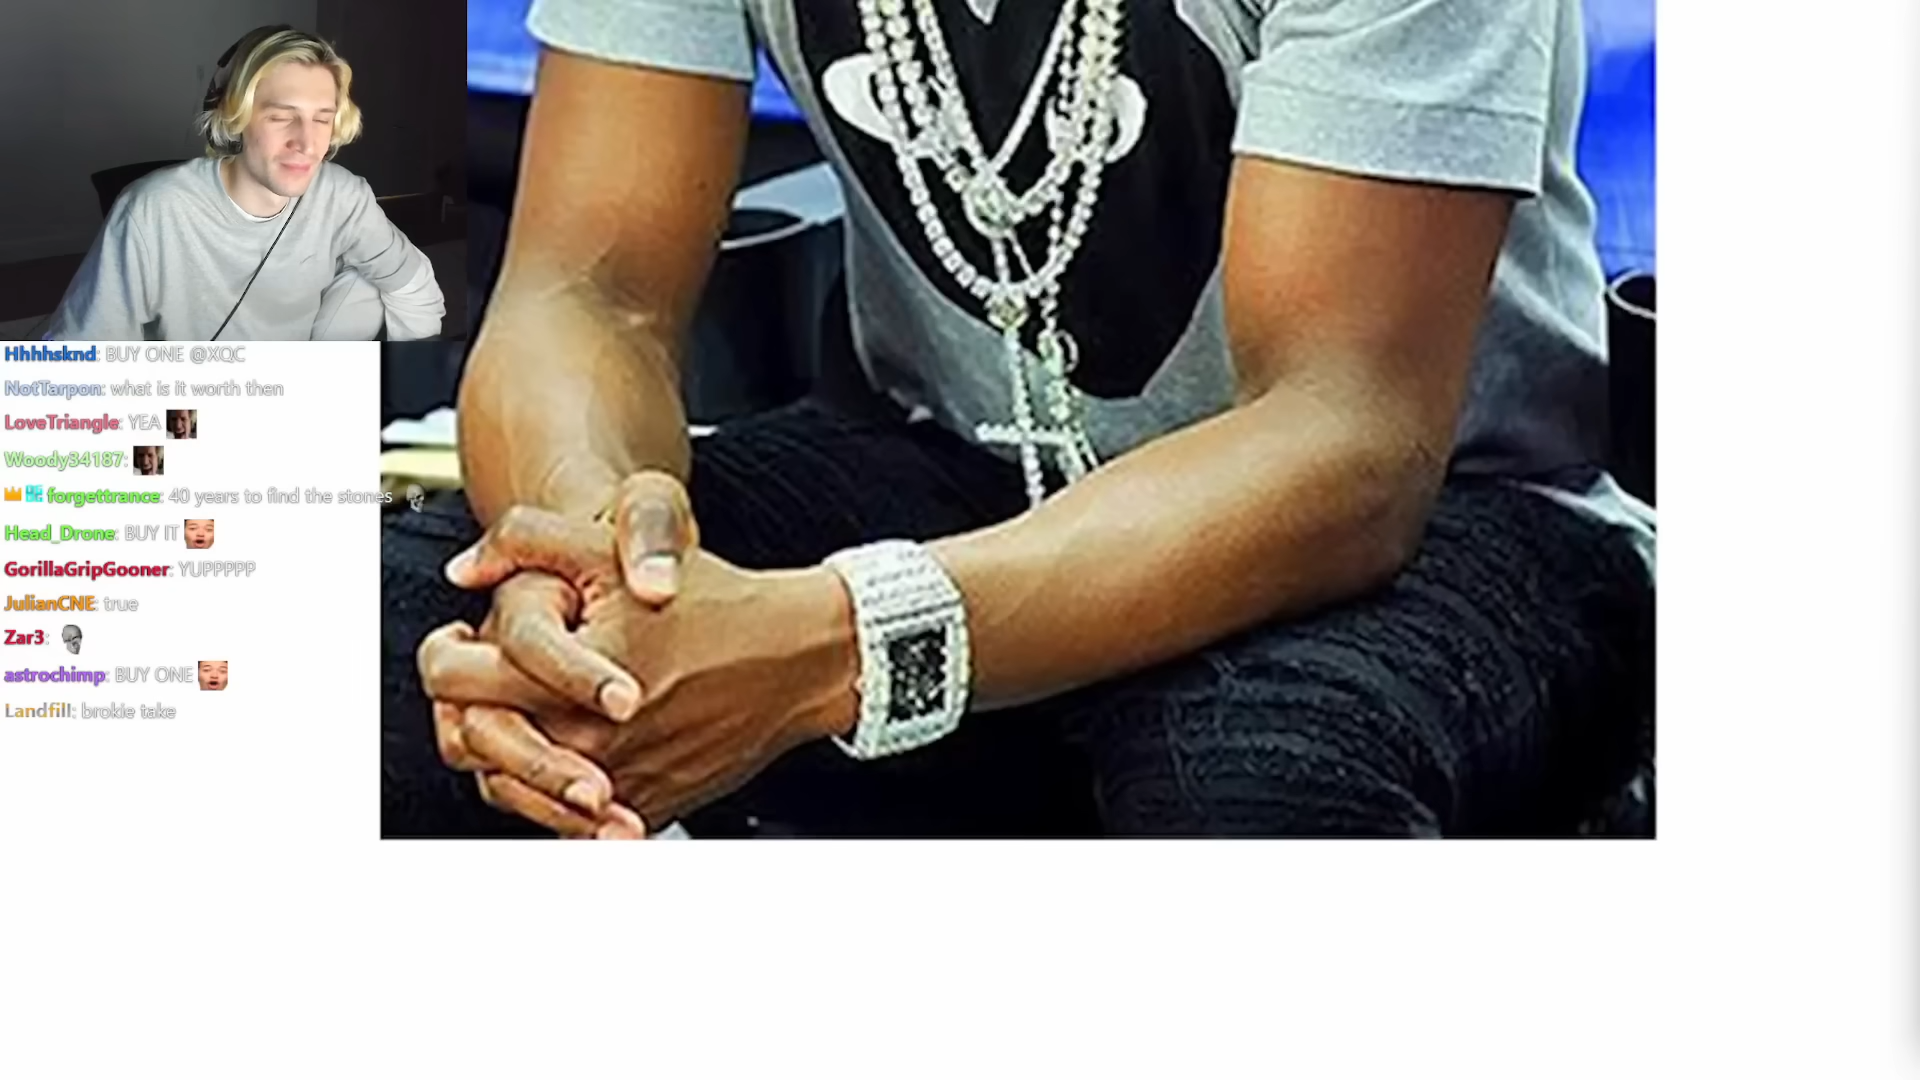 Hhhhsknd: BUY ONE @XQC
NotTarpon: what is it worth then
LoveTriangle: YEA
Woody34187:
forgettrance: 40 years to find the stones
Head_Drone: BUY IT
GorillaGripGooner: YUPPPPP
JulianCNE: true
Zar3:
astrochimp: BUY ONE
Landfill: brokie take